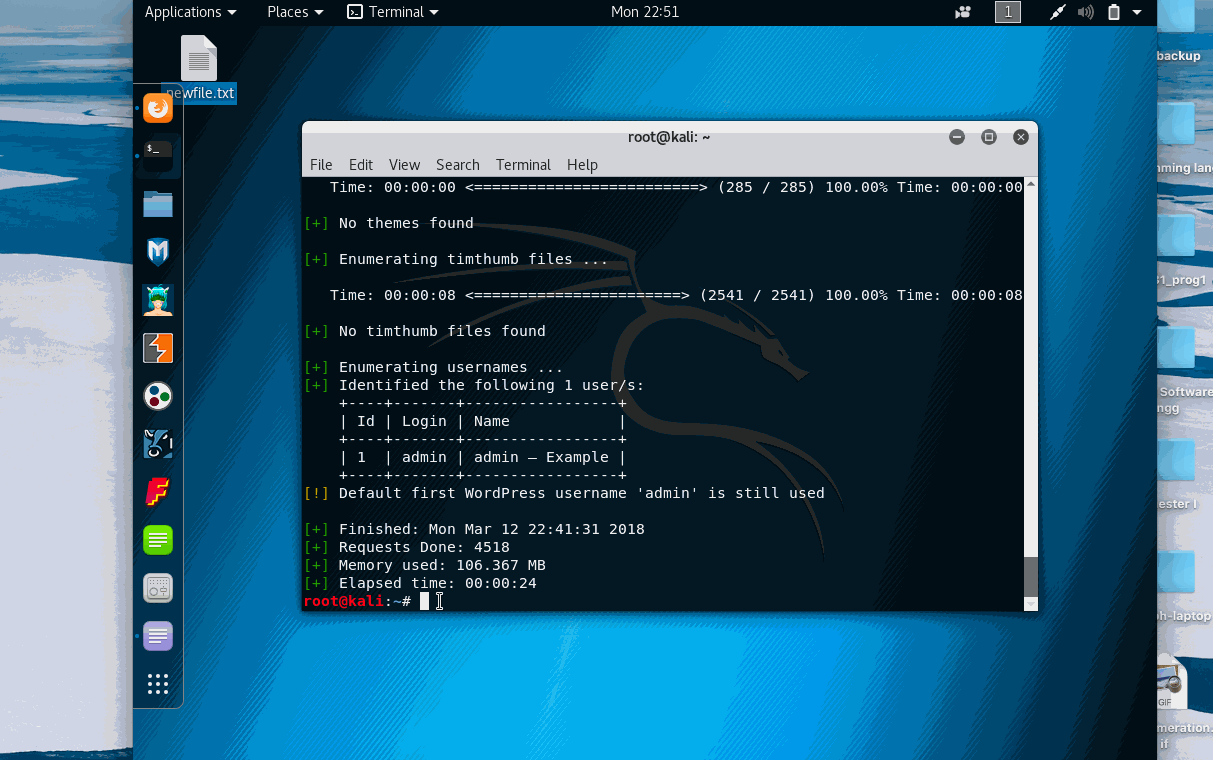 Applications Places Terminal Mon 22:51 1
newfile.txt
backup
root@kali: ~
File Edit View Search Terminal Help
Time: 00:00:00 <=========================> (285 / 285) 100.00% Time: 00:00:00
[+] No themes found
[+] Enumerating timthumb files ...
Time: 00:00:08 <=======================> (2541 / 2541) 100.00% Time: 00:00:08
[+] No timthumb files found
[+] Enumerating usernames ...
[+] Identified the following 1 user/s:
+----+-------+-----------------+
| Id | Login | Name            |
+----+-------+-----------------+
| 1  | admin | admin – Example |
+----+-------+-----------------+
[!] Default first WordPress username 'admin' is still used
[+] Finished: Mon Mar 12 22:41:31 2018
[+] Requests Done: 4518
[+] Memory used: 106.367 MB
[+] Elapsed time: 00:00:24
root@kali:~#
_prog1
Software
ngg
ester I
-laptop
GIF
meration.
if